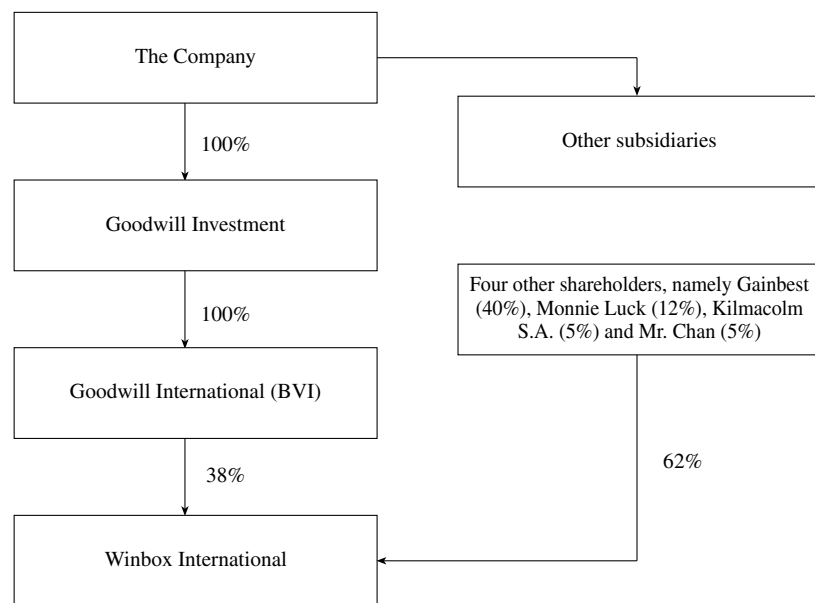 The Company
100%
Other subsidiaries
Goodwill Investment
100%
Four other shareholders, namely Gainbest
(40%), Monnie Luck (12%), Kilmacolm
S.A. (5%) and Mr. Chan (5%)
Goodwill International (BVI)
38%
62%
Winbox International